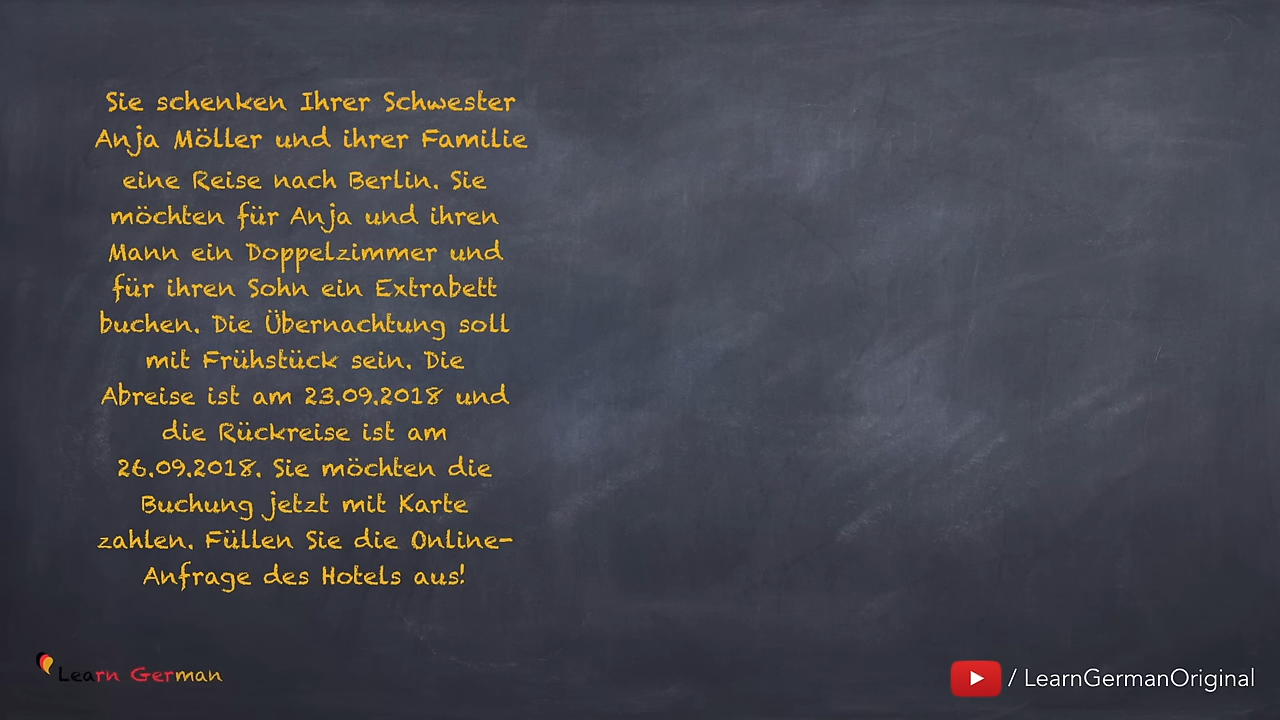 Sie schenken Ihrer Schwester
Anja Möller und ihrer Familie
eine Reise nach Berlin. Sie
möchten für Anja und ihren
Mann ein Doppelzimmer und
für ihren Sohn ein Extrabett
buchen. Die Übernachtung soll
mit Frühstück sein. Die
Abreise ist am 23.09.2018 und
die Rückreise ist am
26.09.2018. Sie möchten die
Buchung jetzt mit Karte
zahlen. Füllen Sie die Online-
Anfrage des Hotels aus!
Learn German
/ LearnGermanOriginal